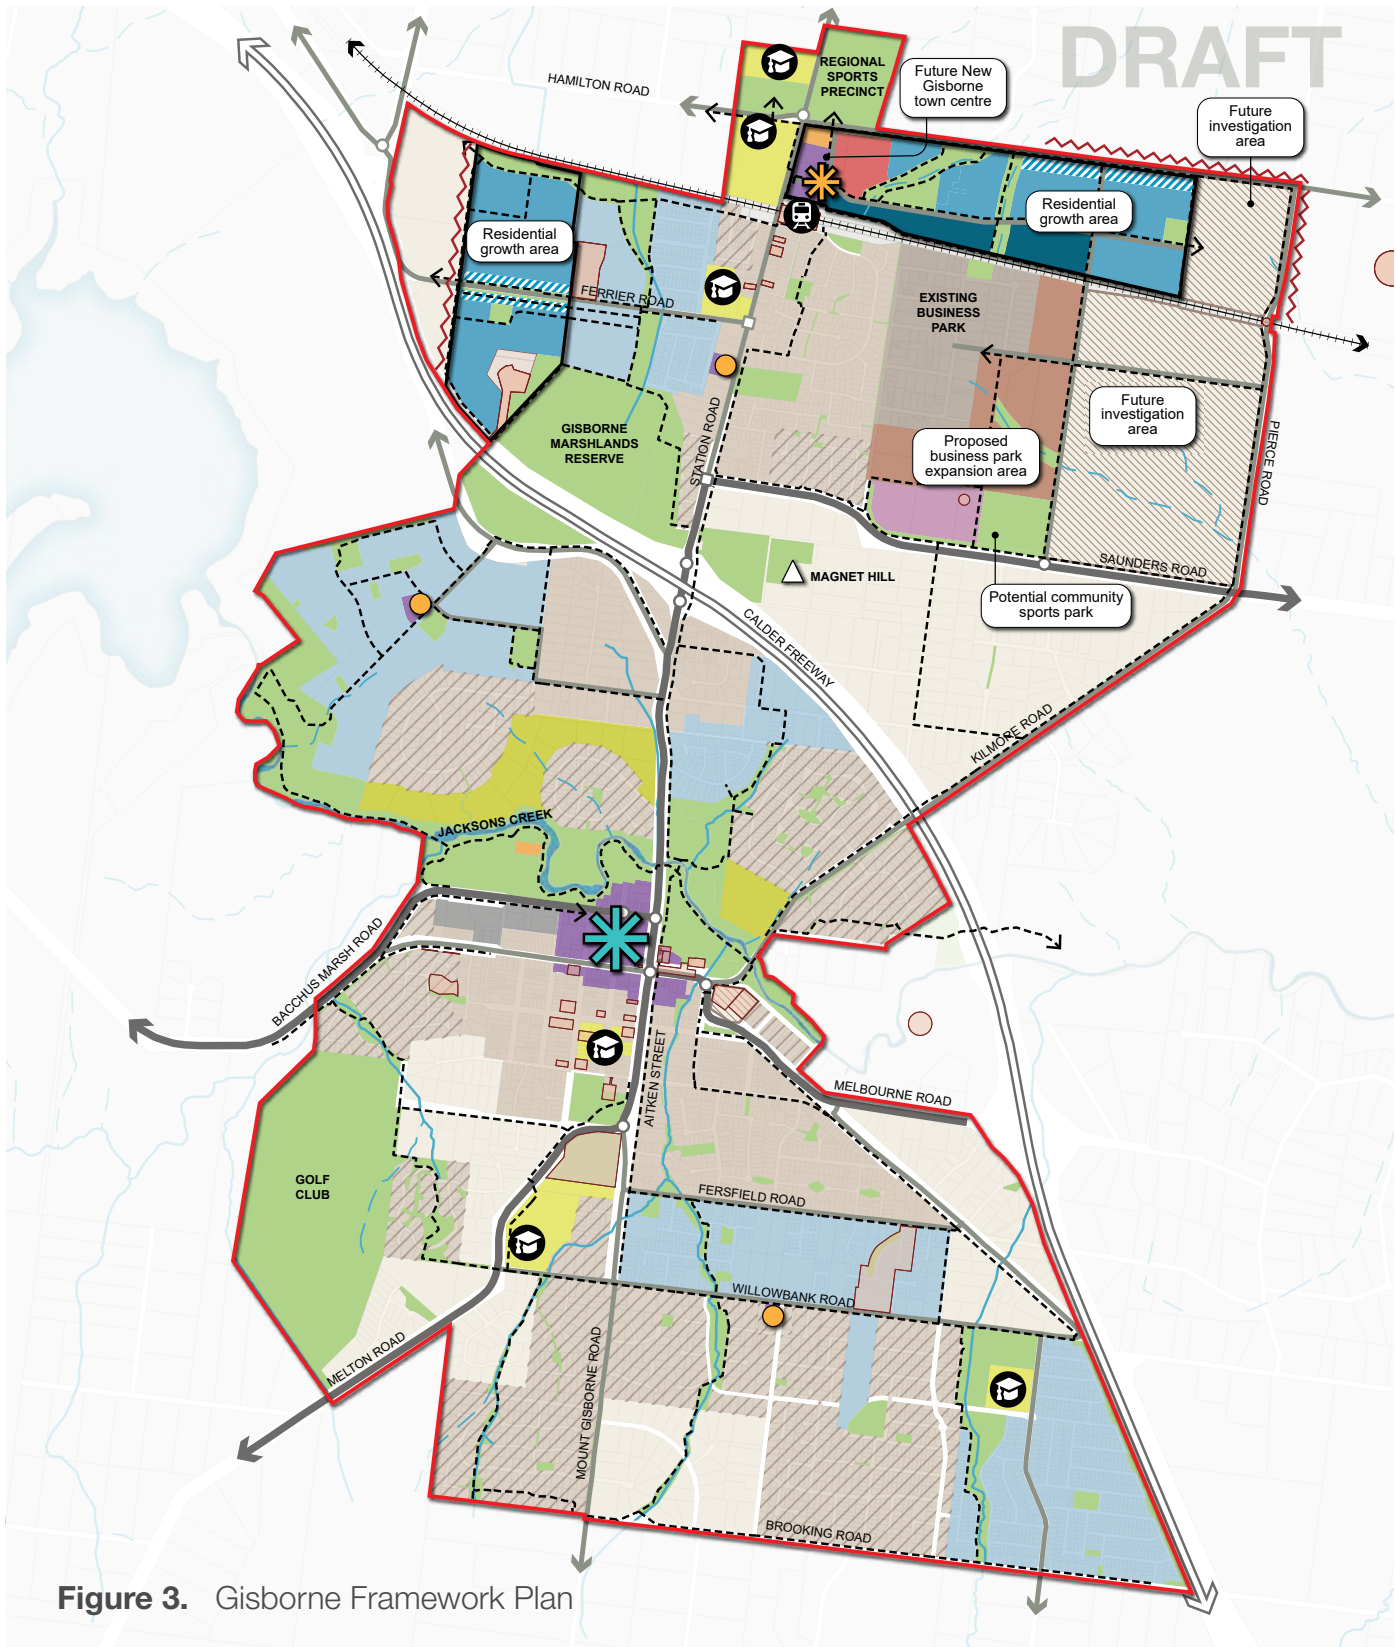 DRAFT
HAMILTON ROAD
REGIONAL
SPORTS
PRECINCT
Future New
Gisborne
town centre
Future
investigation
area
Residential
growth area
Residential
growth area
FERRIER ROAD
EXISTING
BUSINESS
PARK
Future
investigation
area
GISBORNE
MARSHLANDS
RESERVE
STATION ROAD
Proposed
business park
expansion area
PIERCE ROAD
SAUNDERS ROAD
MAGNET HILL
Potential community
sports park
CALDER FREEWAY
KILMORE ROAD
JACKSONS CREEK
BACCHUS MARSH ROAD
AITKEN STREET
MELBOURNE ROAD
GOLF
CLUB
FERSFIELD ROAD
WILLOWBANK ROAD
MELTON ROAD
MOUNT GISBORNE ROAD
BROOKING ROAD
Figure 3. Gisborne Framework Plan